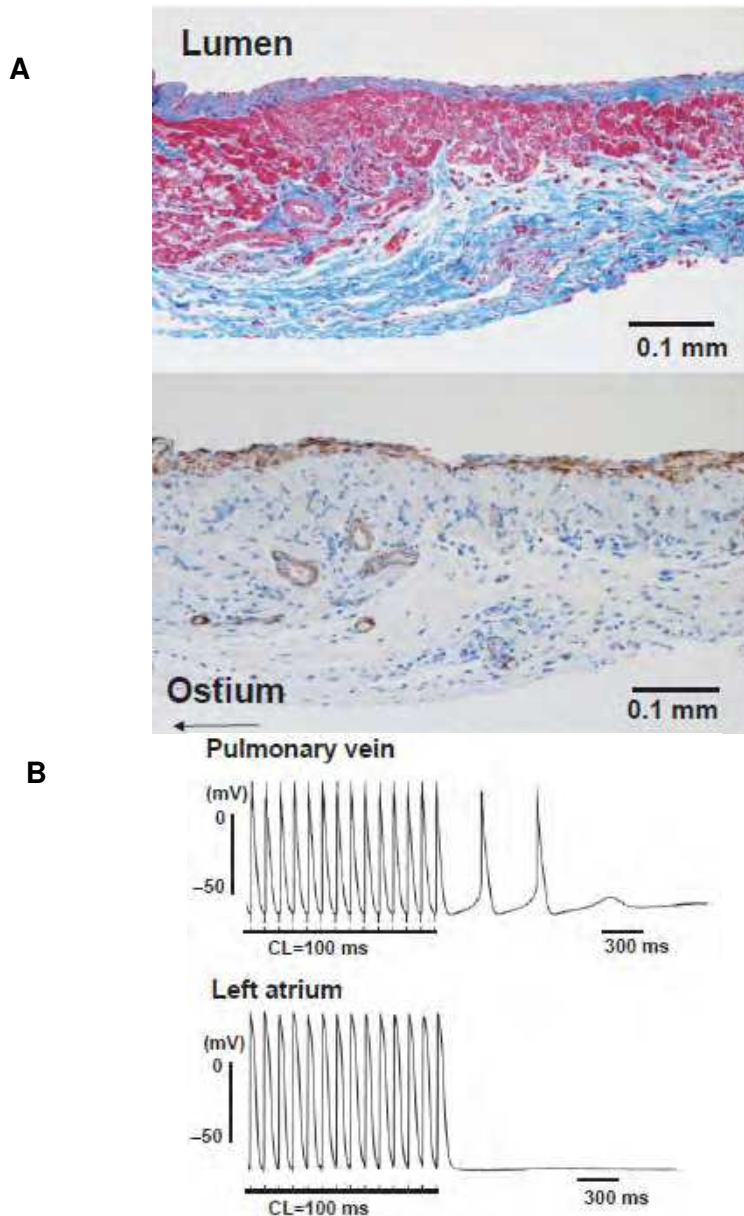 A
Lumen
0.1 mm
Ostium
0.1 mm
B
Pulmonary vein
(mV)
0
−50
CL=100 ms
300 ms
Left atrium
(mV)
0
−50
CL=100 ms
300 ms